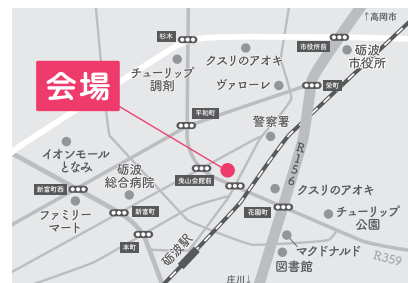 ↑高岡市
杉木
市役所前
クスリのアオキ
砺波
市役所
チューリップ
調剤
ヴァローレ
栄町
会場
平和町
警察署
イオンモール
となみ
R156
砺波
総合病院
曳山会館前
新富町西
クスリのアオキ
ファミリー
マート
新富町
花園町
チューリップ
公園
本町
砺波駅
マクドナルド
図書館
R359
庄川↓